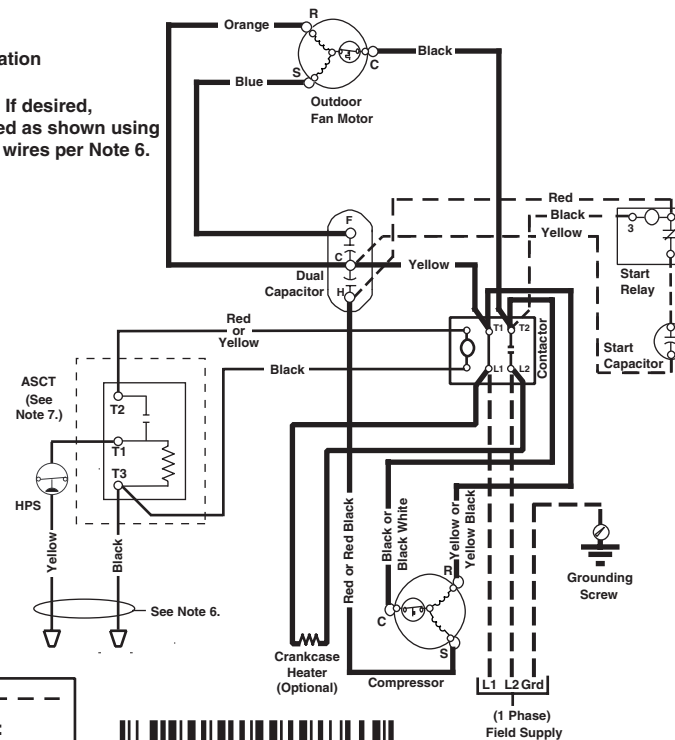 ation
If desired,
ed as shown using
wires per Note 6.
R
Orange
Black
C
S
Blue
Outdoor
Fan Motor
Red
Black
3
Yellow
Start
Relay
F
C
Yellow
Dual
Capacitor
H
T1 T2
Contactor
L1 L2
Start
Capacitor
Red
or
Yellow
Black
ASCT
(See
Note 7.)
T2
T1
T3
HPS
Yellow
Black
See Note 6.
Red or Red Black
Black or
Black White
Yellow or
Yellow Black
R
C
S
Grounding
Screw
Crankcase
Heater
(Optional)
Compressor
L1 L2 Grd
(1 Phase)
Field Supply